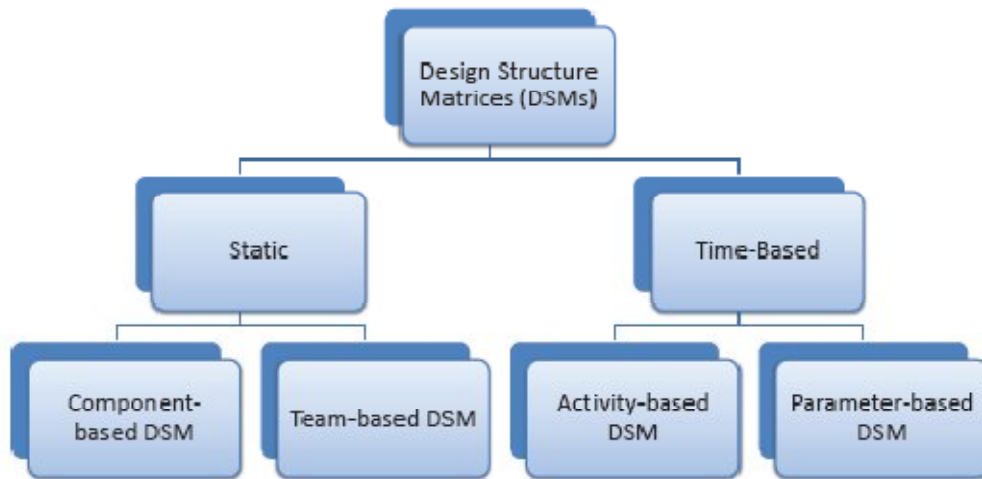 Design Structure
Matrices (DSMs)
Static
Time-Based
Component-
based DSM
Team-based DSM
Activity-based
DSM
Parameter-based
DSM